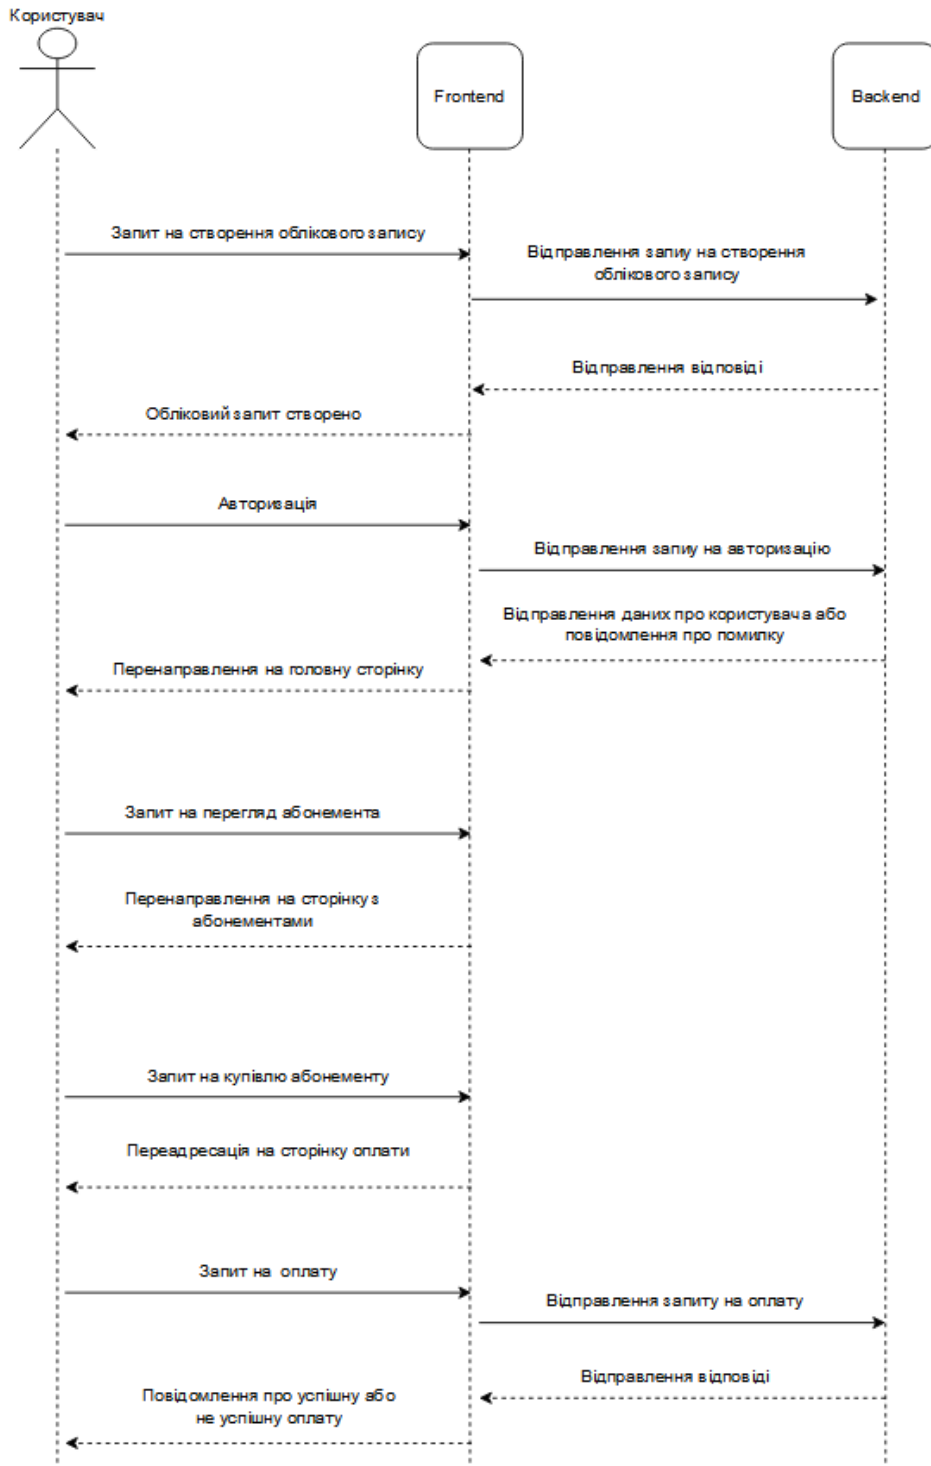 Користувач
Frontend
Backend
Запит на створення облікового запису
Відправлення запиу на створення
облікового запису
Відправлення відповіді
Обліковий запит створено
Авторизація
Відправлення запиу на авторизацію
Відправлення даних про користувача або
повідомлення про помилку
Перенаправлення на головну сторінку
Запит на перегляд абонемента
Перенаправлення на сторінку з
абонементами
Запит на купівлю абонементу
Переадресація на сторінку оплати
Запит на оплату
Відправлення запиту на оплату
Відправлення відповіді
Повідомлення про успішну або
не успішну оплату